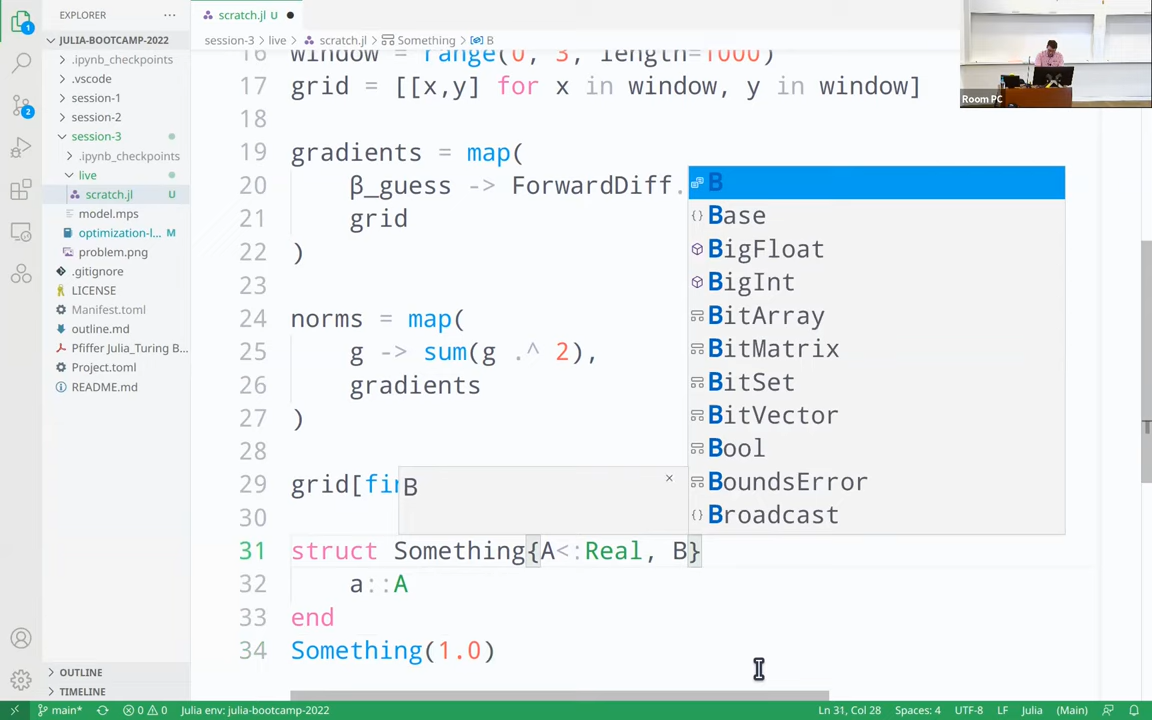 EXPLORER
scratch.jl U
JULIA-BOOTCAMP-2022
session-3 live scratch.jl Something B
.ipynb_checkpoints
.vscode
session-1
session-2
session-3
.ipynb_checkpoints
live
scratch.jl U
model.mps
optimization-l... M
problem.png
.gitignore
LICENSE
Manifest.toml
outline.md
Pfiffer Julia_Turing B...
Project.toml
README.md
OUTLINE
TIMELINE
1
2
16 window = range(0, 3, length=1000)
17 grid = [[x,y] for x in window, y in window]
18
19 gradients = map(
20 β_guess -> ForwardDiff.
21 grid
22 )
23
24 norms = map(
25 g -> sum(g .^ 2),
26 gradients
27 )
28
29 grid[fin
30
31 struct Something{A<:Real, B}
32 a::A
33 end
34 Something(1.0)
B
B
Base
BigFloat
BigInt
BitArray
BitMatrix
BitSet
BitVector
Bool
BoundsError
Broadcast
Room PC
main* 0 0 Julia env: julia-bootcamp-2022 Ln 31, Col 28 Spaces: 4 UTF-8 LF Julia (Main)